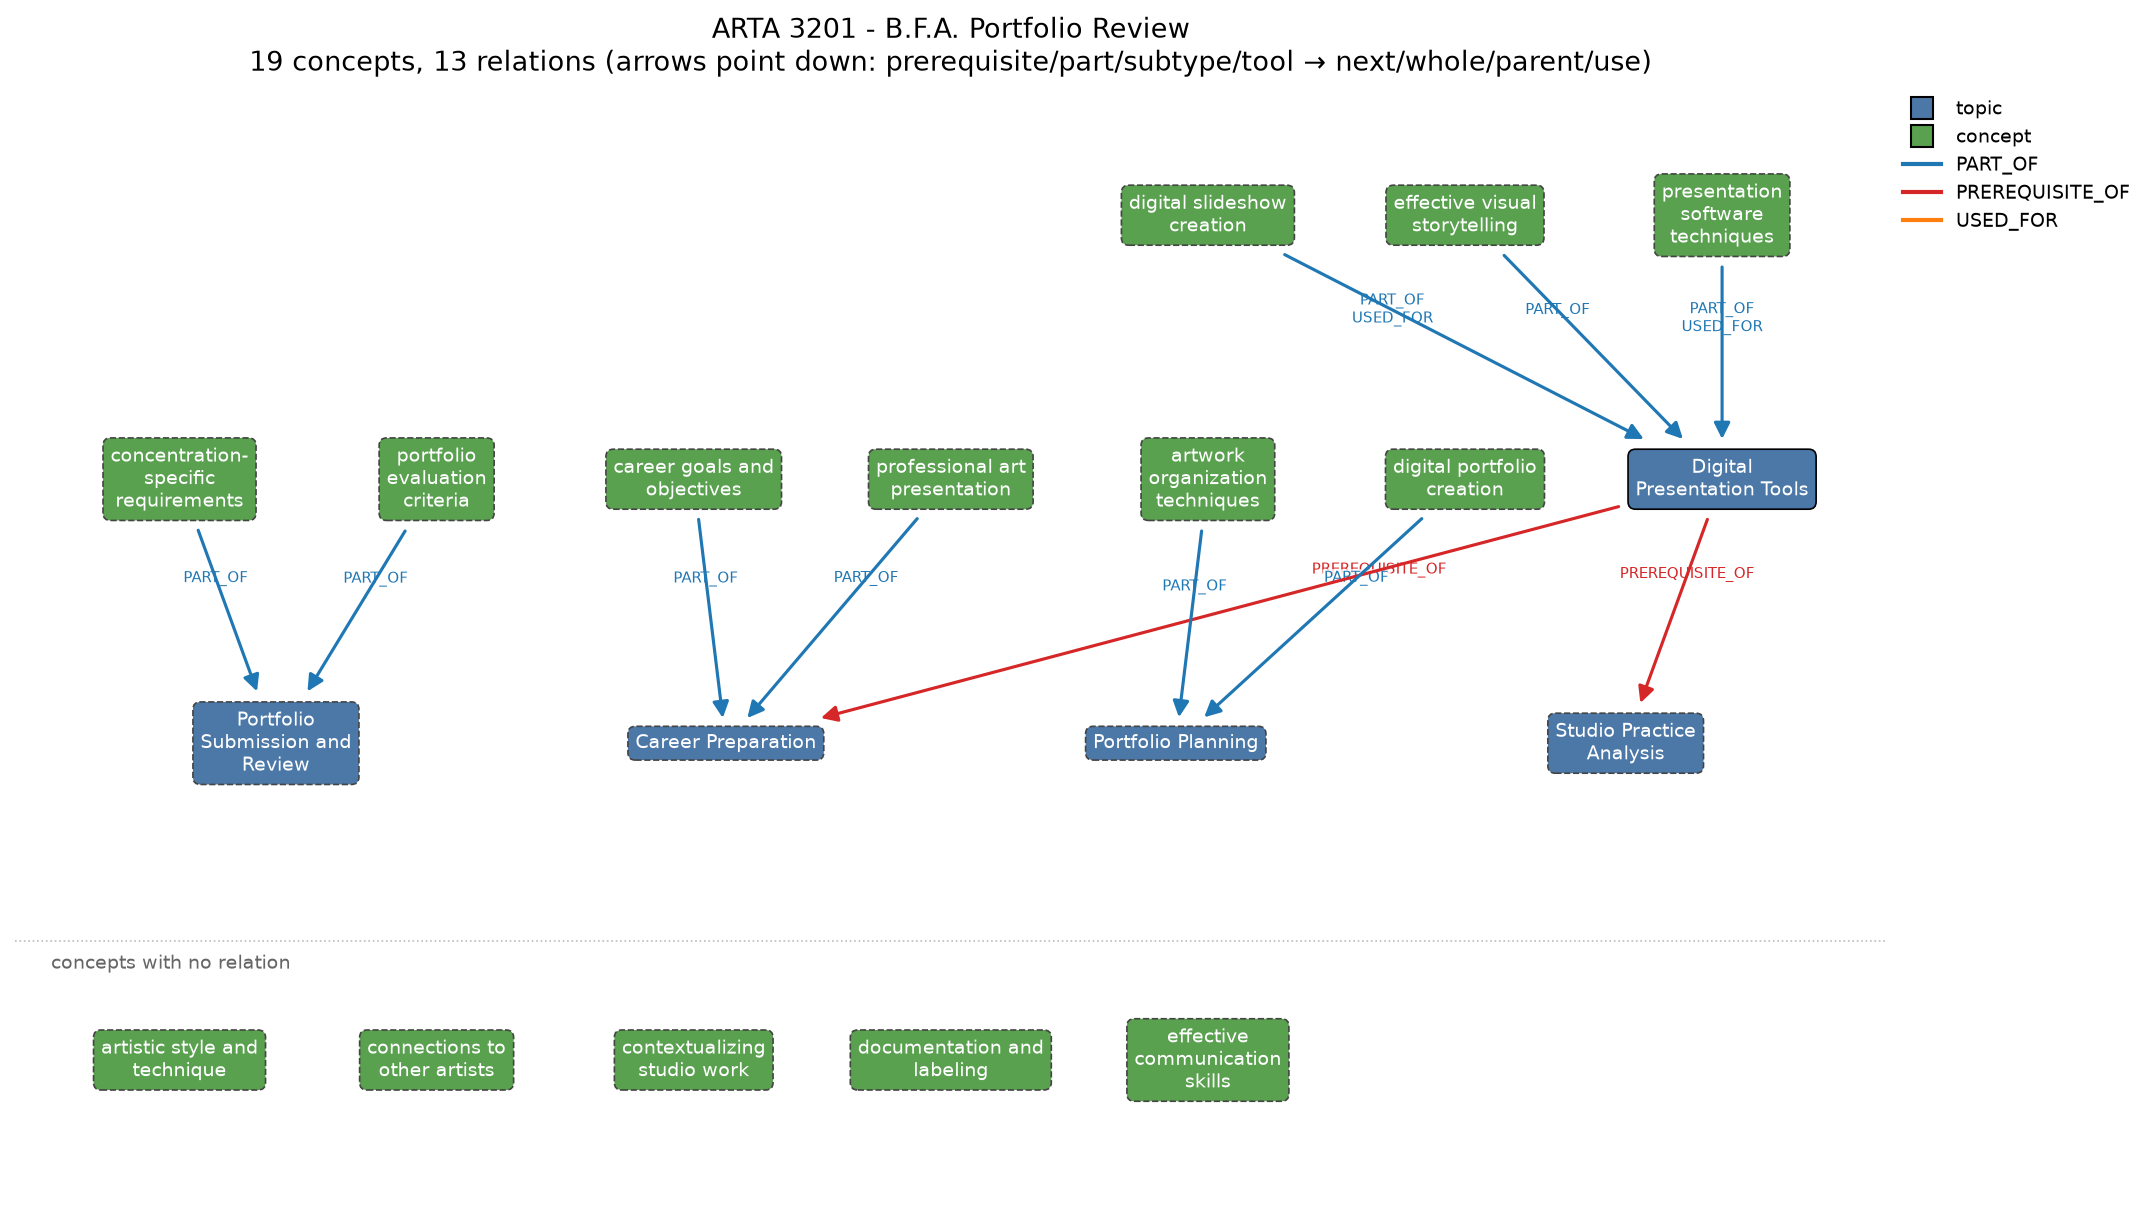 ARTA 3201 - B.F.A. Portfolio Review
19 concepts, 13 relations (arrows point down: prerequisite/part/subtype/tool → next/whole/parent/use)
topic
concept
PART_OF
PREREQUISITE_OF
USED_FOR
digital slideshow
creation
effective visual
storytelling
presentation
software
techniques
PART_OF
USED_FOR
PART_OF
PART_OF
USED_FOR
concentration-
specific
requirements
portfolio
evaluation
criteria
career goals and
objectives
professional art
presentation
artwork
organization
techniques
digital portfolio
creation
Digital
Presentation Tools
PART_OF
PART_OF
PART_OF
PART_OF
PART_OF
PREREQUISITE_OF
PART_OF
PREREQUISITE_OF
Portfolio
Submission and
Review
Career Preparation
Portfolio Planning
Studio Practice
Analysis
concepts with no relation
artistic style and
technique
connections to
other artists
contextualizing
studio work
documentation and
labeling
effective
communication
skills